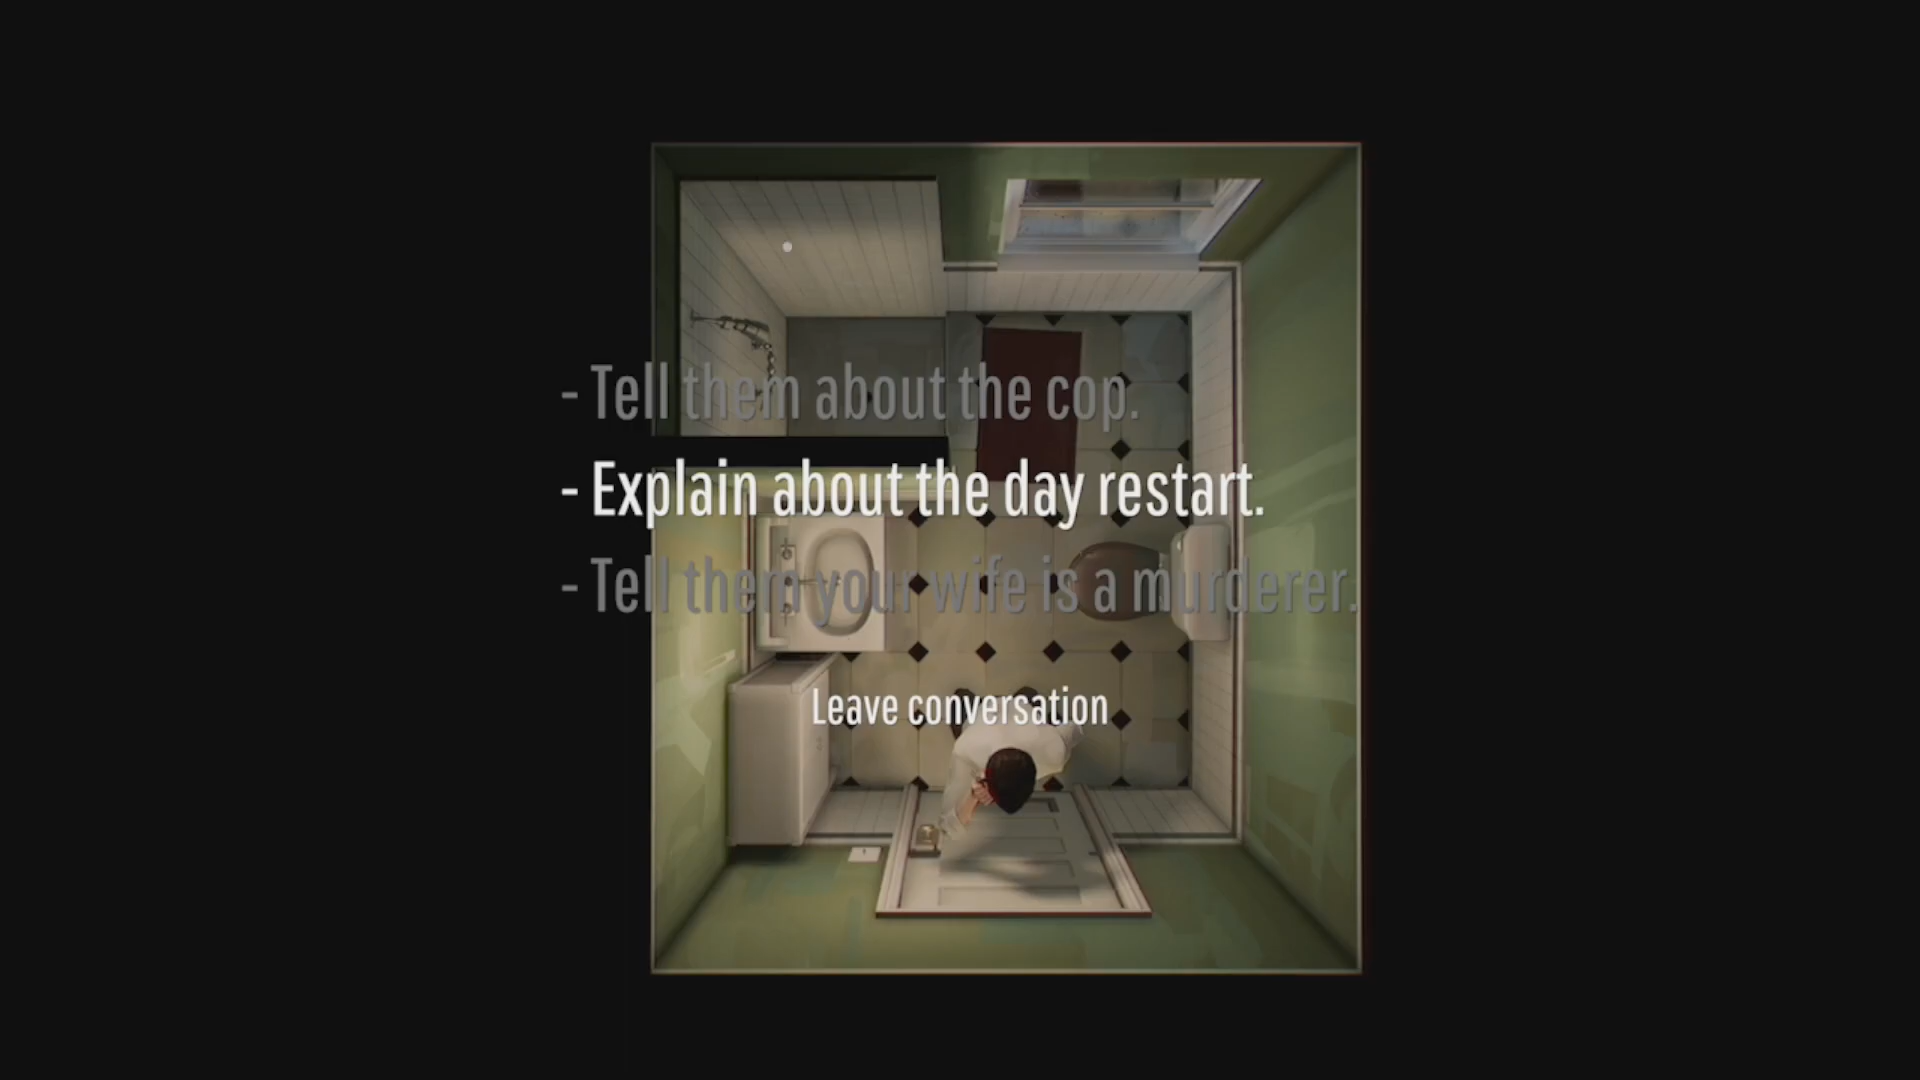 - Tell them about the cop.
- Explain about the day restart.
- Tell them your wife is a murderer.
Leave conversation